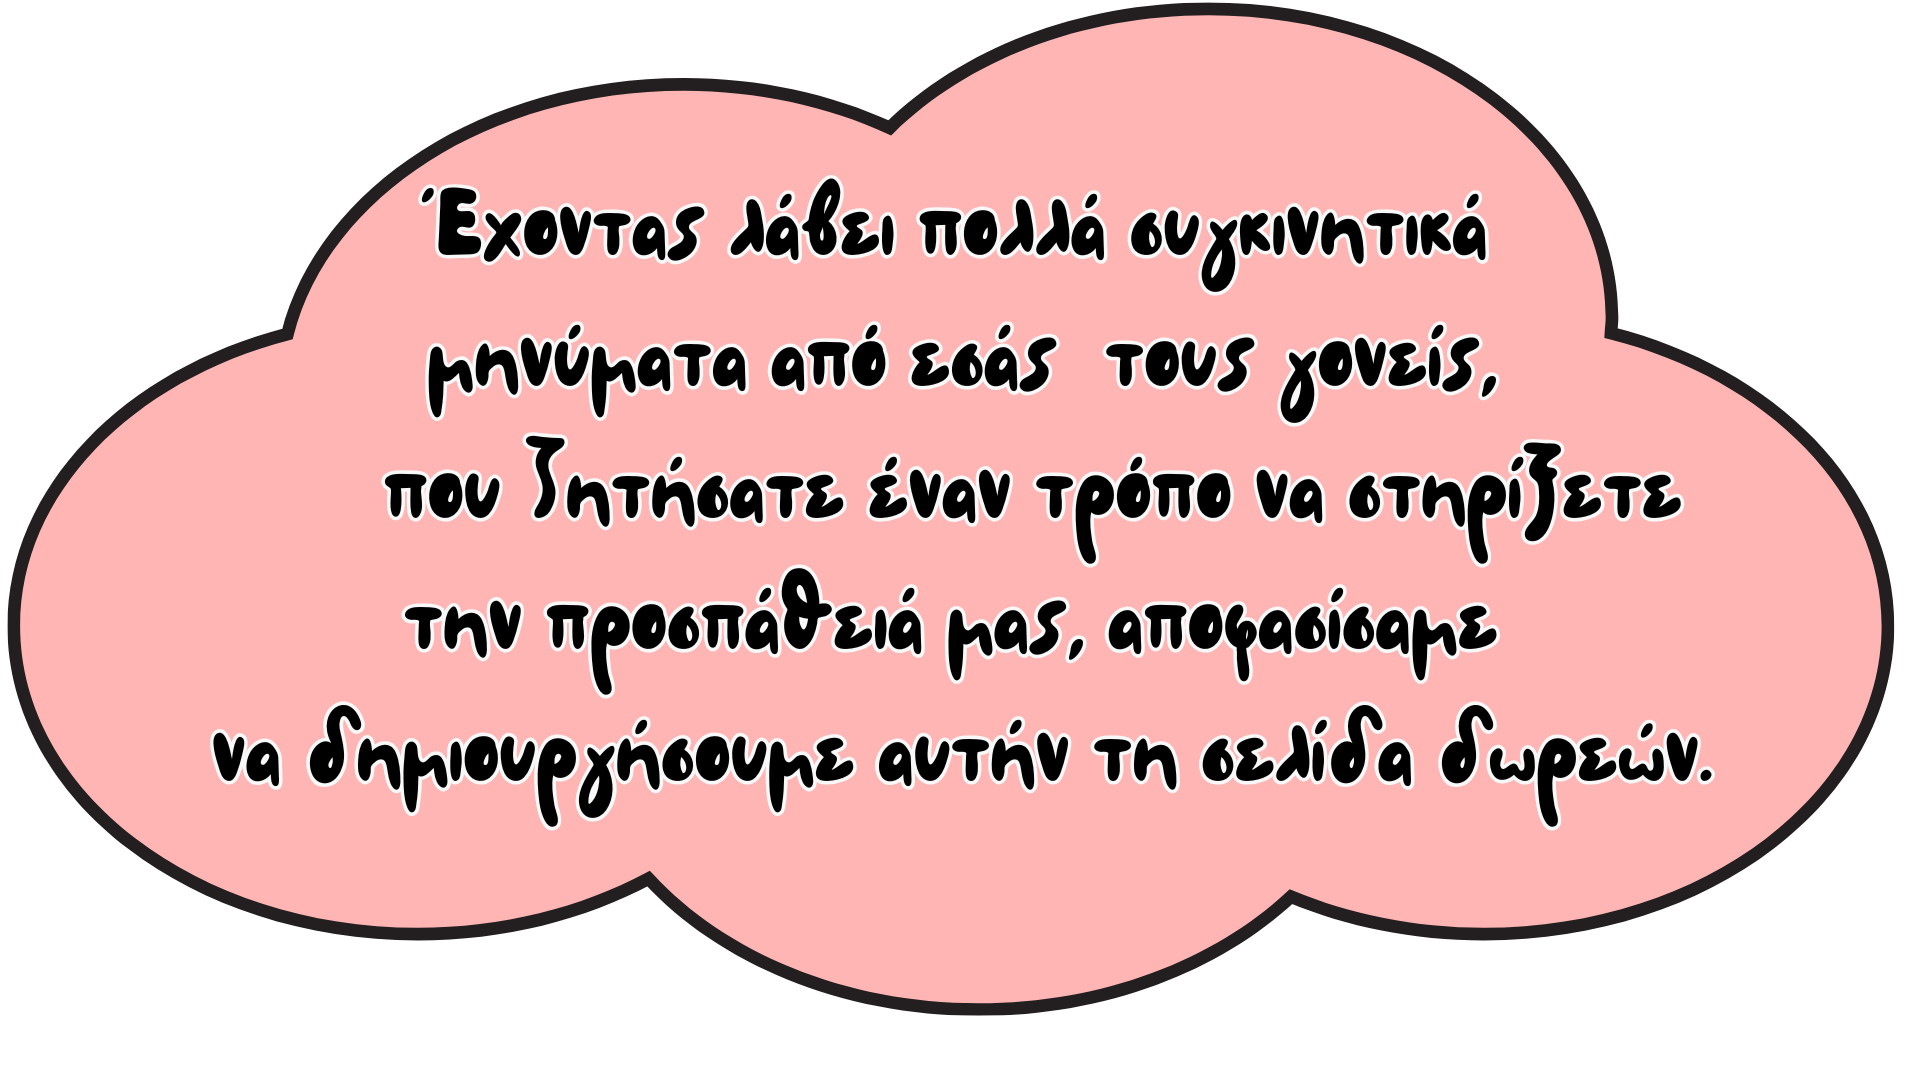 Έχοντας λάβει πολλά συγκινητικά
μηνύματα από εσάς τους γονείς,
που ζητήσατε έναν τρόπο να στηρίξετε
την προσπάθειά μας, αποφασίσαμε
να δημιουργήσουμε αυτήν τη σελίδα δωρεών.